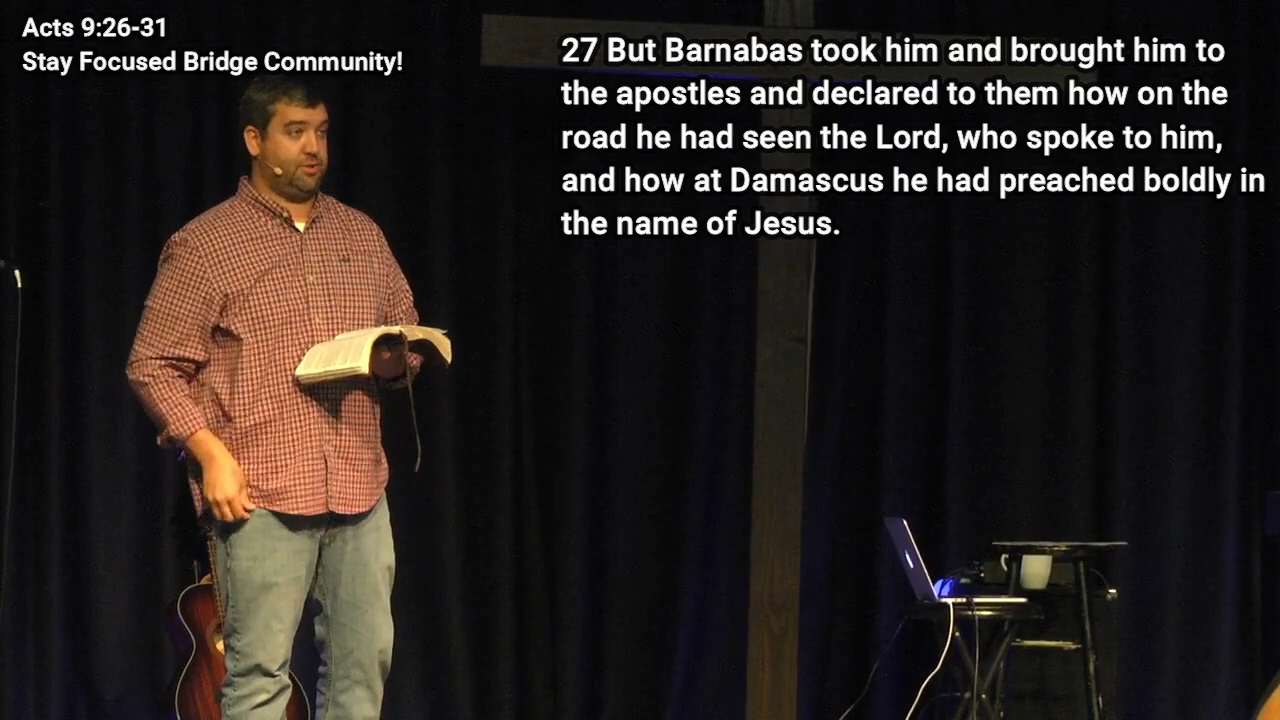 Acts 9:26-31
Stay Focused Bridge Community!
27 But Barnabas took him and brought him to
the apostles and declared to them how on the
road he had seen the Lord, who spoke to him,
and how at Damascus he had preached boldly in
the name of Jesus.